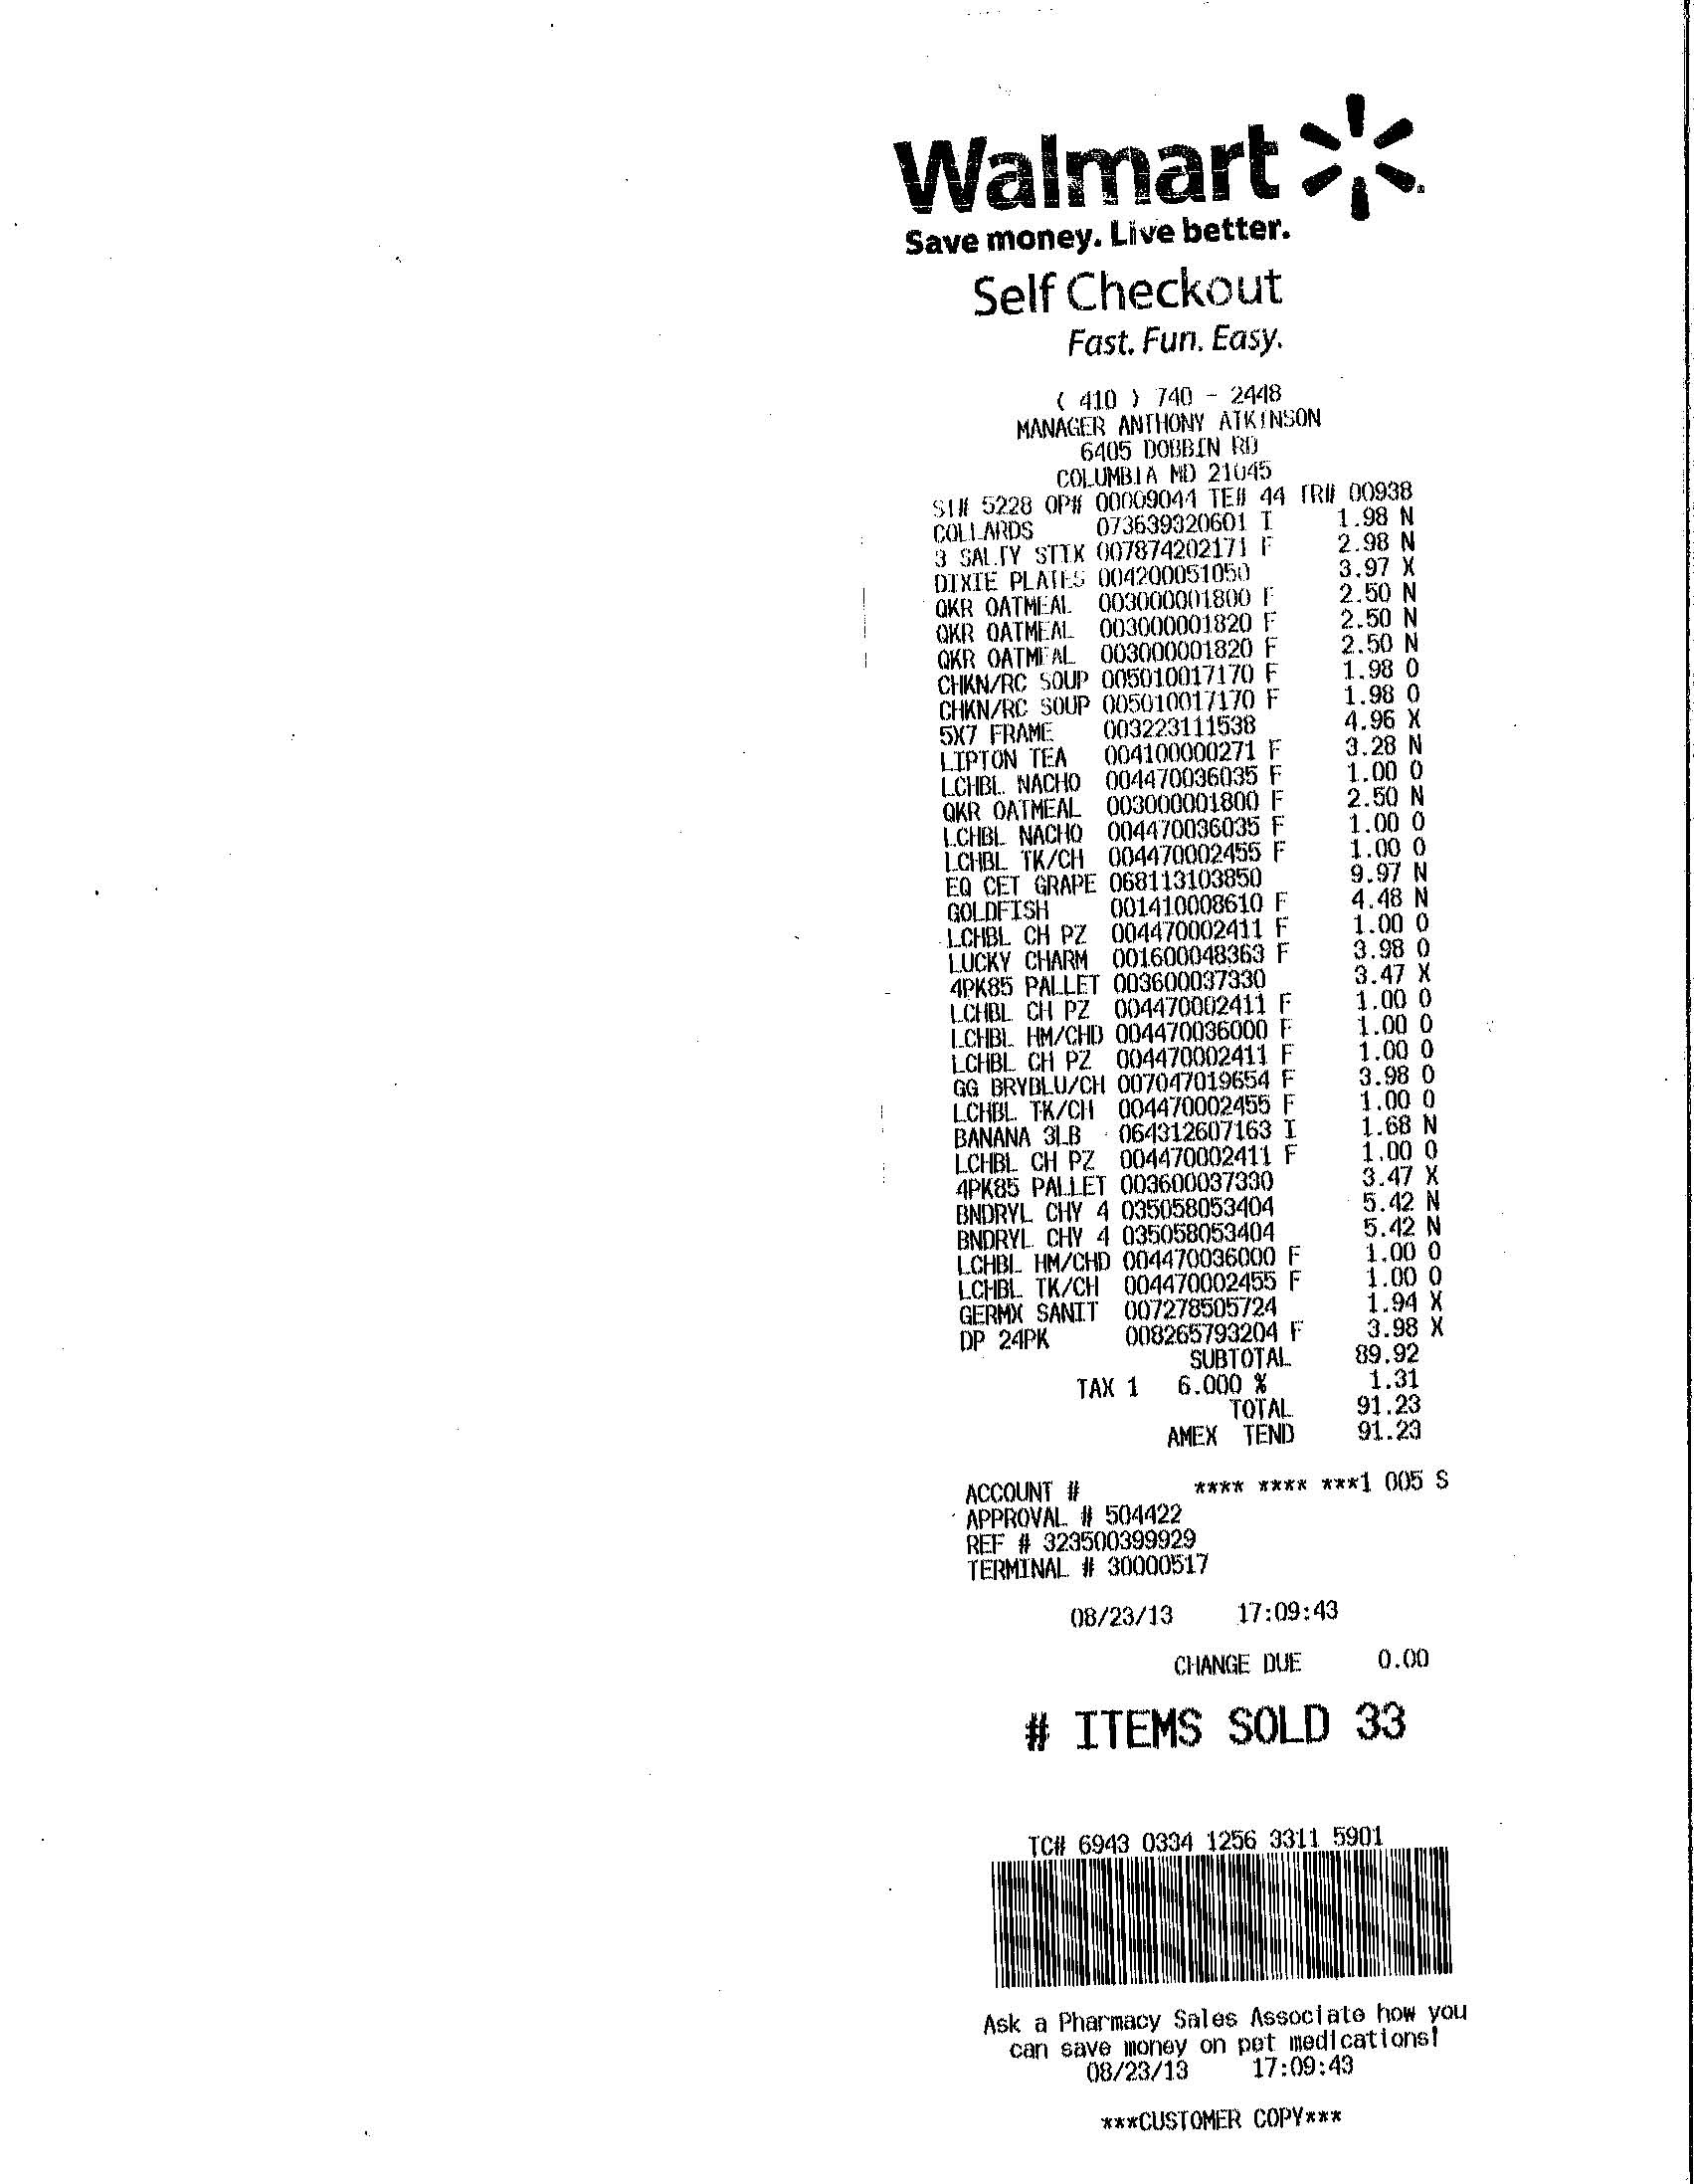 Walmart
Save money. Live better.
Self Checkout
Fast. Fun. Easy.
( 410 ) 740 - 2448
MANAGER ANTHONY ATKINSON
6405 DOBBIN RD
COLUMBIA MD 21045
ST# 5228 OP# 00009044 TE# 44 TR# 00938
COLLARDS 073639320601 I 1.98 N
3 SALTY STIX 007874202171 F 2.98 N
DIXIE PLATES 004200051050 3.97 X
QKR OATMEAL 003000001800 F 2.50 N
QKR OATMEAL 003000001820 F 2.50 N
QKR OATMEAL 003000001820 F 2.50 N
CHKN/RC SOUP 005010017170 F 1.98 O
CHKN/RC SOUP 005010017170 F 1.98 O
5X7 FRAME 003223111538 4.96 X
LIPTON TEA 004100000271 F 3.28 N
LCHBL NACHO 004470036035 F 1.00 O
QKR OATMEAL 003000001800 F 2.50 N
LCHBL NACHO 004470036035 F 1.00 O
LCHBL TK/CH 004470002455 F 1.00 O
EQ CET GRAPE 068113103850 9.97 N
GOLDFISH 001410008610 F 4.48 N
LCHBL CH PZ 004470002411 F 1.00 O
LUCKY CHARM 001600048363 F 3.98 O
4PK85 PALLET 003600037330 3.47 X
LCHBL CH PZ 004470002411 F 1.00 O
LCHBL HM/CHD 004470036000 F 1.00 O
LCHBL CH PZ 004470002411 F 1.00 O
GG BRYBLU/CH 007047019654 F 3.98 O
LCHBL TK/CH 004470002455 F 1.00 O
BANANA 3LB 064312607163 I 1.68 N
LCHBL CH PZ 004470002411 F 1.00 O
4PK85 PALLET 003600037330 3.47 X
BNDRYL CHY 4 035058053404 5.42 N
BNDRYL CHY 4 035058053404 5.42 N
LCHBL HM/CHD 004470036000 F 1.00 O
LCHBL TK/CH 004470002455 F 1.00 O
GERMX SANIT 007278505724 1.94 X
DP 24PK 008265793204 F 3.98 X
SUBTOTAL 89.92
TAX 1 6.000 % 1.31
TOTAL 91.23
AMEX TEND 91.23
ACCOUNT # **** **** ***1 005 S
APPROVAL # 504422
REF # 323500399929
TERMINAL # 30000517
08/23/13 17:09:43
CHANGE DUE 0.00
# ITEMS SOLD 33
TC# 6943 0334 1256 3311 5901
Ask a Pharmacy Sales Associate how you
can save money on pet medications!
08/23/13 17:09:43
***CUSTOMER COPY***